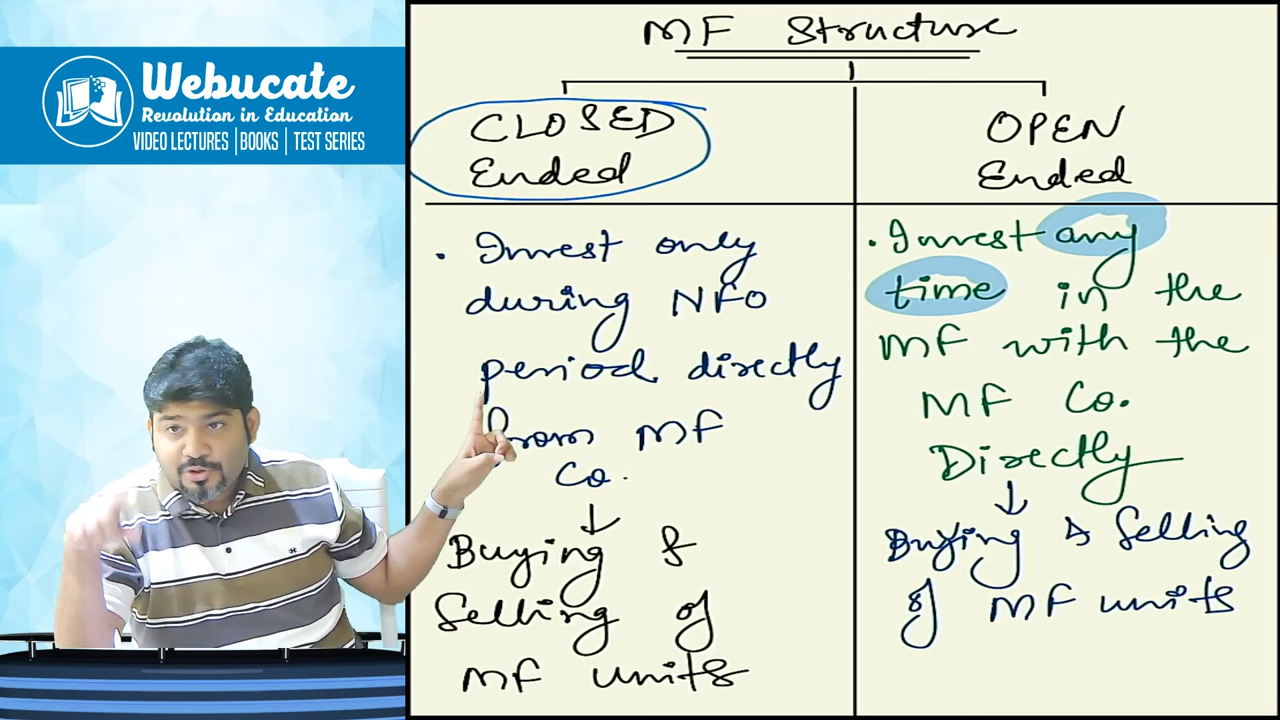 Webucate
Revolution in Education
VIDEO LECTURES | BOOKS | TEST SERIES
MF Structure
CLOSED
Ended
• Invest only
during NFO
period directly
from MF
Co.
↓
Buying &
Selling of
MF units
OPEN
Ended
• Invest any
time in the
MF with the
MF Co.
Directly
↓
Buying & Selling
of MF units